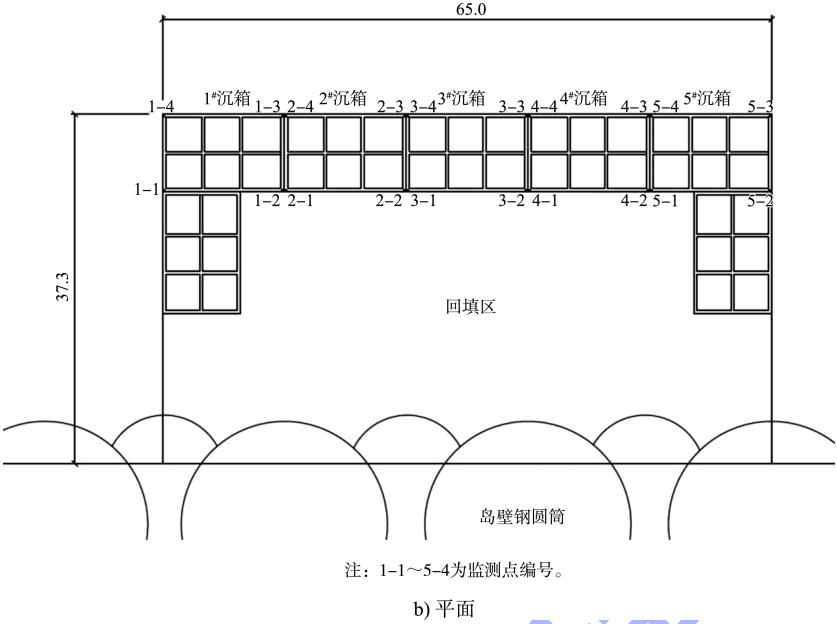 65.0
1#沉箱 2#沉箱 3#沉箱 4#沉箱 5#沉箱
1-4 1-3 2-4 2-3 3-4 3-3 4-4 4-3 5-4 5-3
1-1 1-2 2-1 2-2 3-1 3-2 4-1 4-2 5-1 5-2
37.3
回填区
岛壁钢圆筒
注：1-1～5-4为监测点编号。
b) 平面